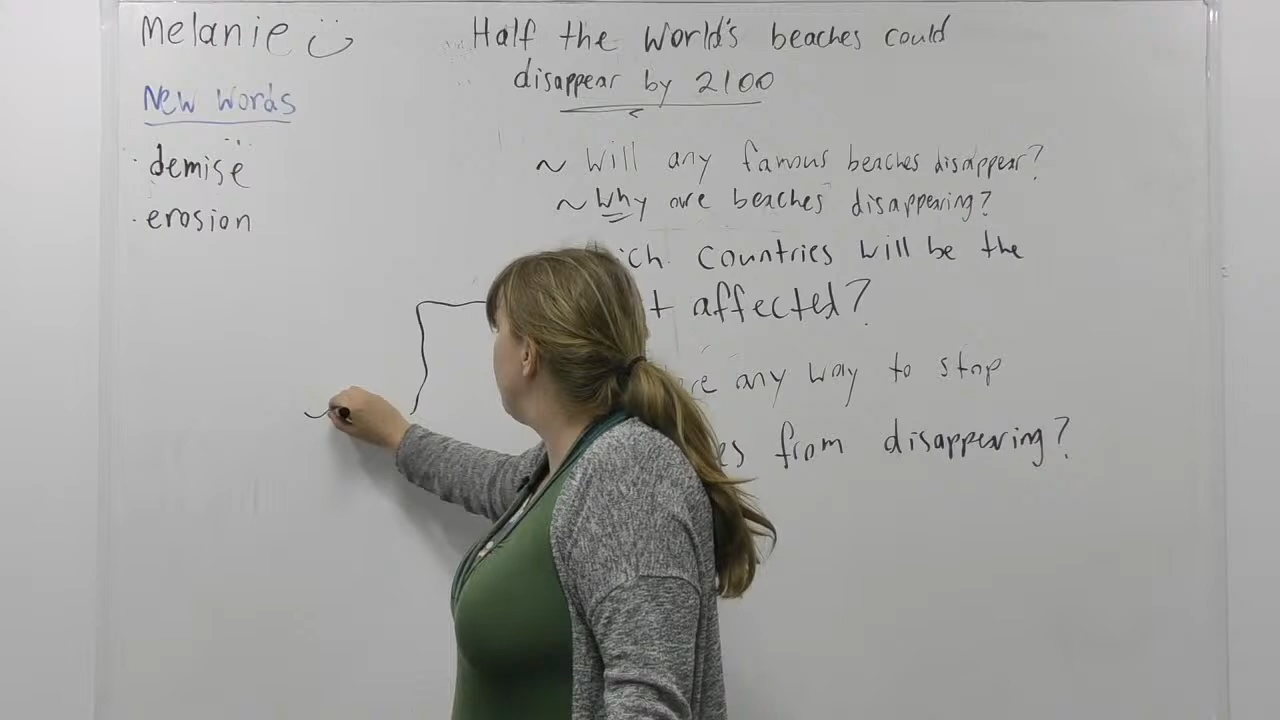 Melanie
Half the world's beaches could
disappear by 2100
New words
· demise
· erosion
~ Will any famous beaches disappear?
~ Why are beaches disappearing?
countries will be the
affected?
any way to stop
from disappearing?